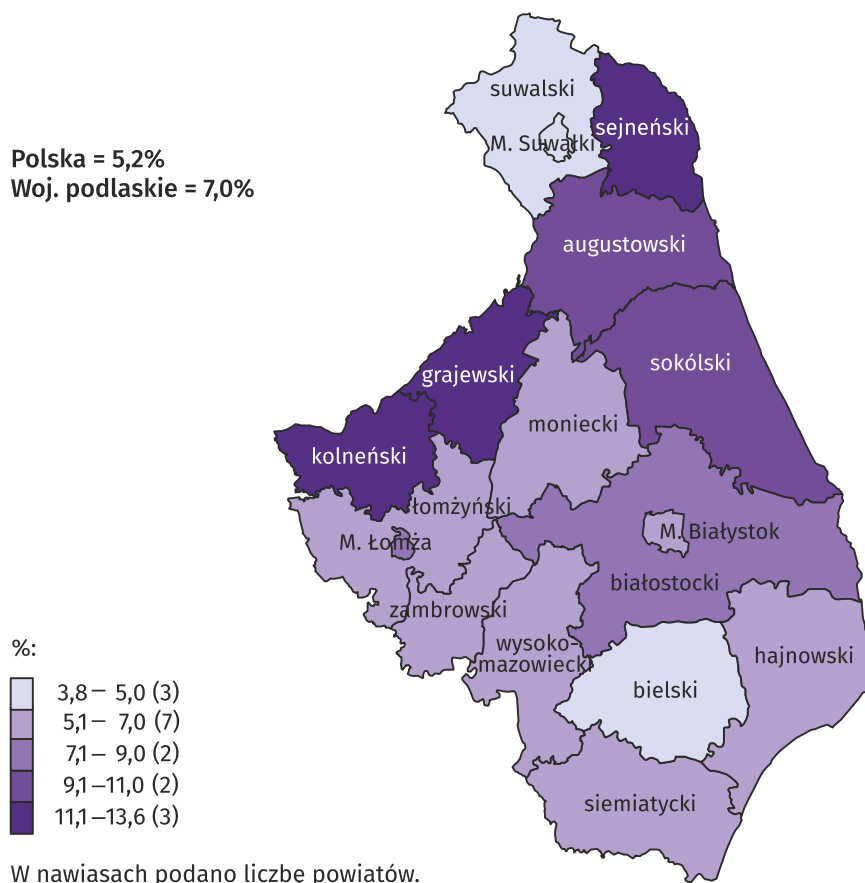 suwalski
M. Suwałki
sejneński
Polska = 5,2%
Woj. podlaskie = 7,0%
augustowski
sokólski
grajewski
moniecki
kolneński
łomżyński
M. Łomża
M. Białystok
białostocki
zambrowski
wysoko-
mazowiecki
hajnowski
bielski
siemiatycki
%:
3,8 – 5,0 (3)
5,1 – 7,0 (7)
7,1 – 9,0 (2)
9,1 –11,0 (2)
11,1 –13,6 (3)
W nawiasach podano liczbę powiatów.